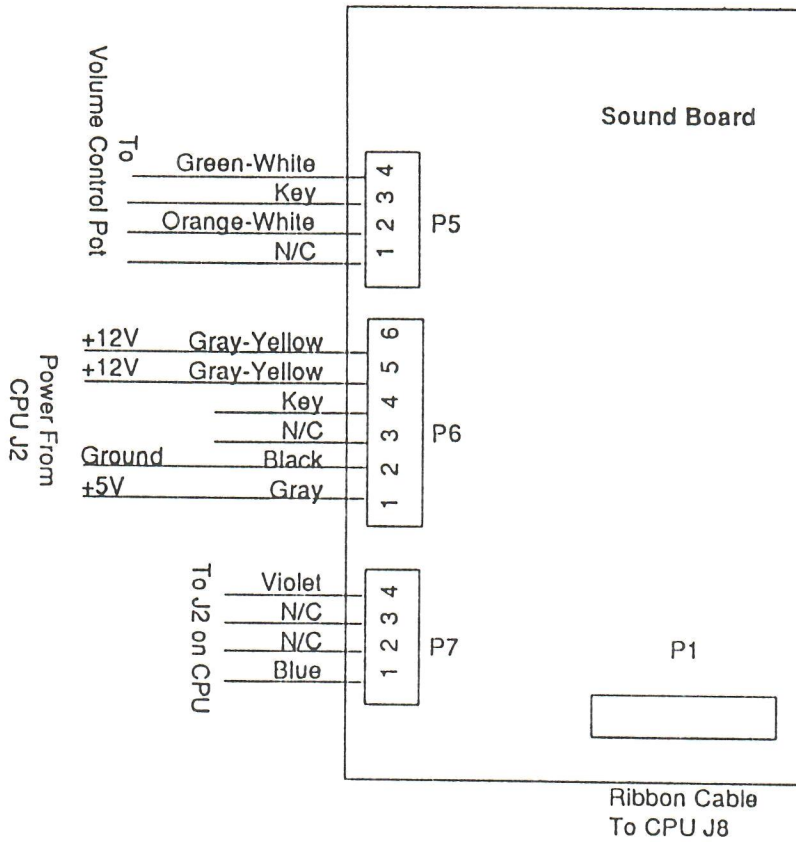 Sound Board
To
Volume Control Pot
Green-White 4
Key 3
Orange-White 2
N/C 1
P5
Power From
CPU J2
+12V Gray-Yellow 6
+12V Gray-Yellow 5
Key 4
N/C 3
Ground Black 2
+5V Gray 1
P6
To J2 on CPU
Violet 4
N/C 3
N/C 2
Blue 1
P7
P1
Ribbon Cable
To CPU J8